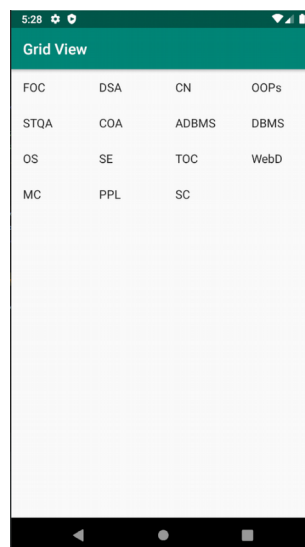 5:28
Grid View
FOC DSA CN OOPs
STQA COA ADBMS DBMS
OS SE TOC WebD
MC PPL SC